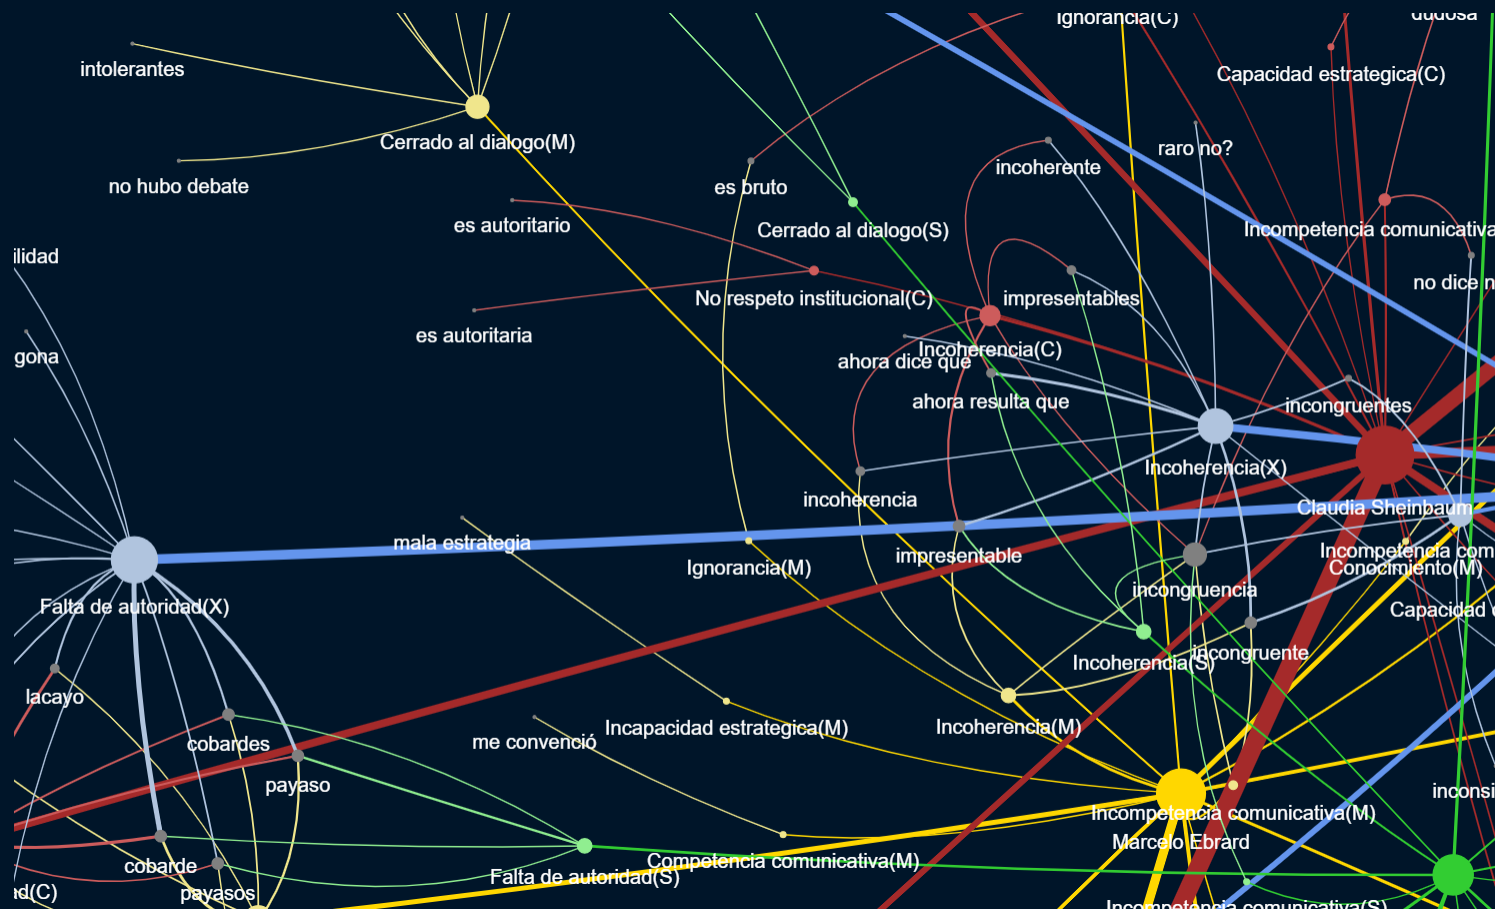 Ignorancia(C)
dudosa
intolerantes
Capacidad estrategica(C)
Cerrado al dialogo(M)
raro no?
incoherente
no hubo debate
es bruto
es autoritario
Cerrado al dialogo(S)
Incompetencia comunicativa
ilidad
no dice n
No respeto institucional(C)
impresentables
es autoritaria
Incoherencia(C)
gona
ahora dice que
ahora resulta que
incongruentes
Incoherencia(X)
incoherencia
Claudia Sheinbaum
mala estrategia
impresentable
Incompetencia com
Ignorancia(M)
Conocimiento(M)
incongruencia
Falta de autoridad(X)
Capacidad
incongruente
Incoherencia(S)
lacayo
Incapacidad estrategica(M)
Incoherencia(M)
cobardes
me convenció
payaso
inconsi
Incompetencia comunicativa(M)
Marcelo Ebrard
Competencia comunicativa(M)
cobarde
Falta de autoridad(S)
ad(C)
payasos
Incompetencia comunicativa(S)